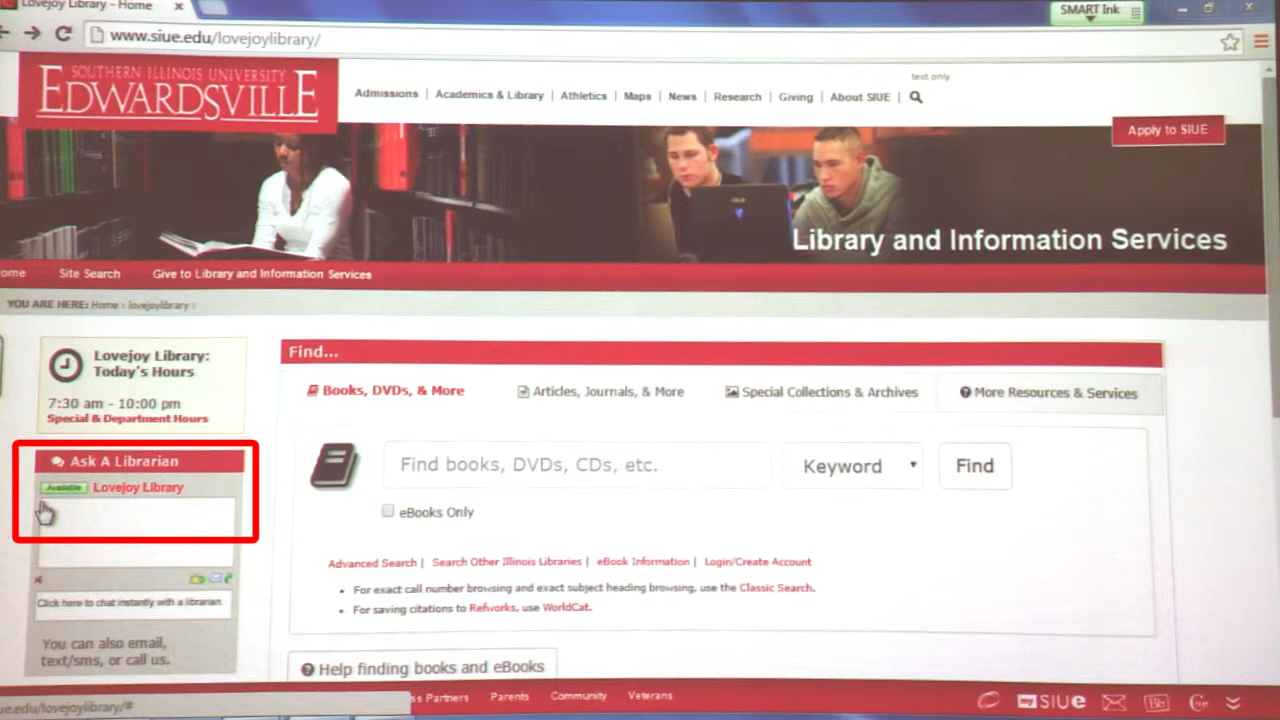 Lovejoy Library - Home
SMART Ink
www.siue.edu/lovejoylibrary/
text only
SOUTHERN ILLINOIS UNIVERSITY
EDWARDSVILLE
Admissions | Academics & Library | Athletics | Maps | News | Research | Giving | About SIUE |
Apply to SIUE
Library and Information Services
ome Site Search Give to Library and Information Services
YOU ARE HERE: Home › lovejoylibrary ›
Lovejoy Library:
Today's Hours
7:30 am - 10:00 pm
Special & Department Hours
Ask A Librarian
Available Lovejoy Library
Click here to chat instantly with a librarian.
You can also email,
text/sms, or call us.
Find...
Books, DVDs, & More Articles, Journals, & More Special Collections & Archives More Resources & Services
Find books, DVDs, CDs, etc. Keyword Find
eBooks Only
Advanced Search | Search Other Illinois Libraries | eBook Information | Login/Create Account
• For exact call number browsing and exact subject heading browsing, use the Classic Search.
• For saving citations to Refworks, use WorldCat.
Help finding books and eBooks
ss Partners Parents Community Veterans
my SIUe Bb
ue.edu/lovejoylibrary/#